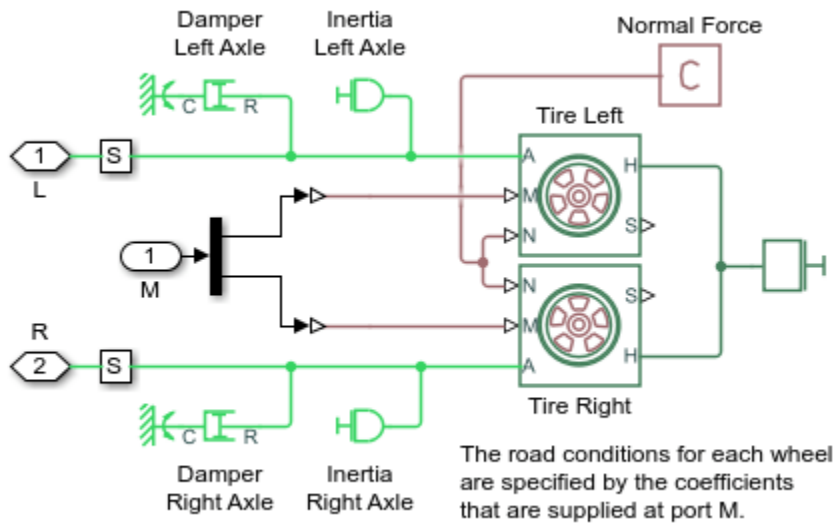 Damper
Left Axle
Inertia
Left Axle
Normal Force
C
C
R
Tire Left
1
S
A
H
L
M
S
N
1
M
N
S
R
M
2
S
A
H
C
R
Tire Right
Damper
Right Axle
Inertia
Right Axle
The road conditions for each wheel
are specified by the coefficients
that are supplied at port M.